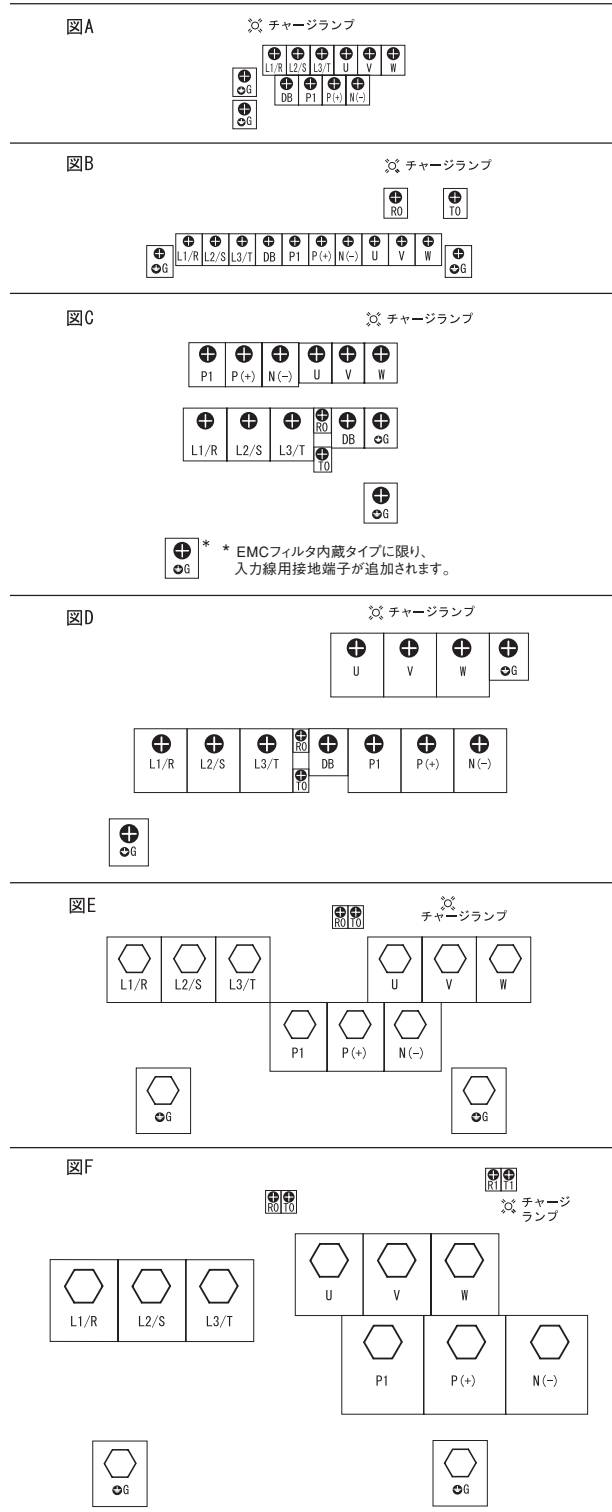 図A
チャージランプ
L1/R L2/S L3/T U V W
G
DB P1 P(+) N(-)
G
図B
チャージランプ
R0 T0
G L1/R L2/S L3/T DB P1 P(+) N(-) U V W G
図C
チャージランプ
P1 P(+) N(-) U V W
R0
L1/R L2/S L3/T DB G
T0
G
* * EMCフィルタ内蔵タイプに限り、
G 入力線用接地端子が追加されます。
図D
チャージランプ
U V W G
R0
L1/R L2/S L3/T DB P1 P(+) N(-)
T0
G
図E
R0 T0
チャージランプ
L1/R L2/S L3/T U V W
P1 P(+) N(-)
G G
図F
R1 T1
R0 T0
チャージ
ランプ
U V W
L1/R L2/S L3/T
P1 P(+) N(-)
G G